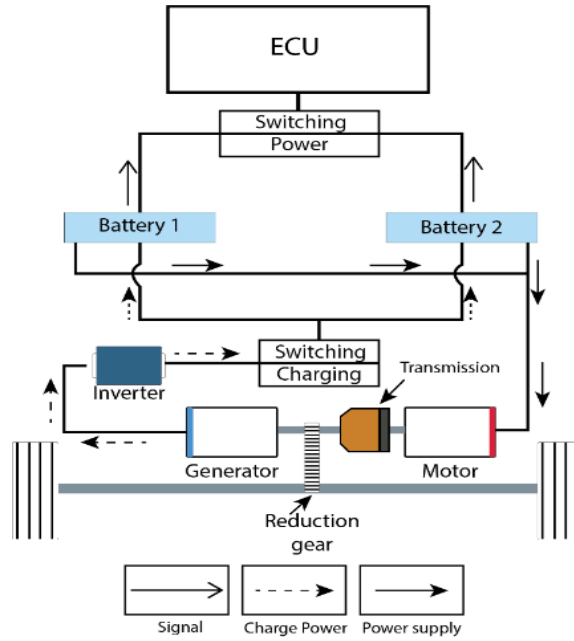 ECU
Switching
Power
Battery 1
Battery 2
Switching
Charging
Transmission
Inverter
Generator
Motor
Reduction
gear
Signal
Charge Power
Power supply